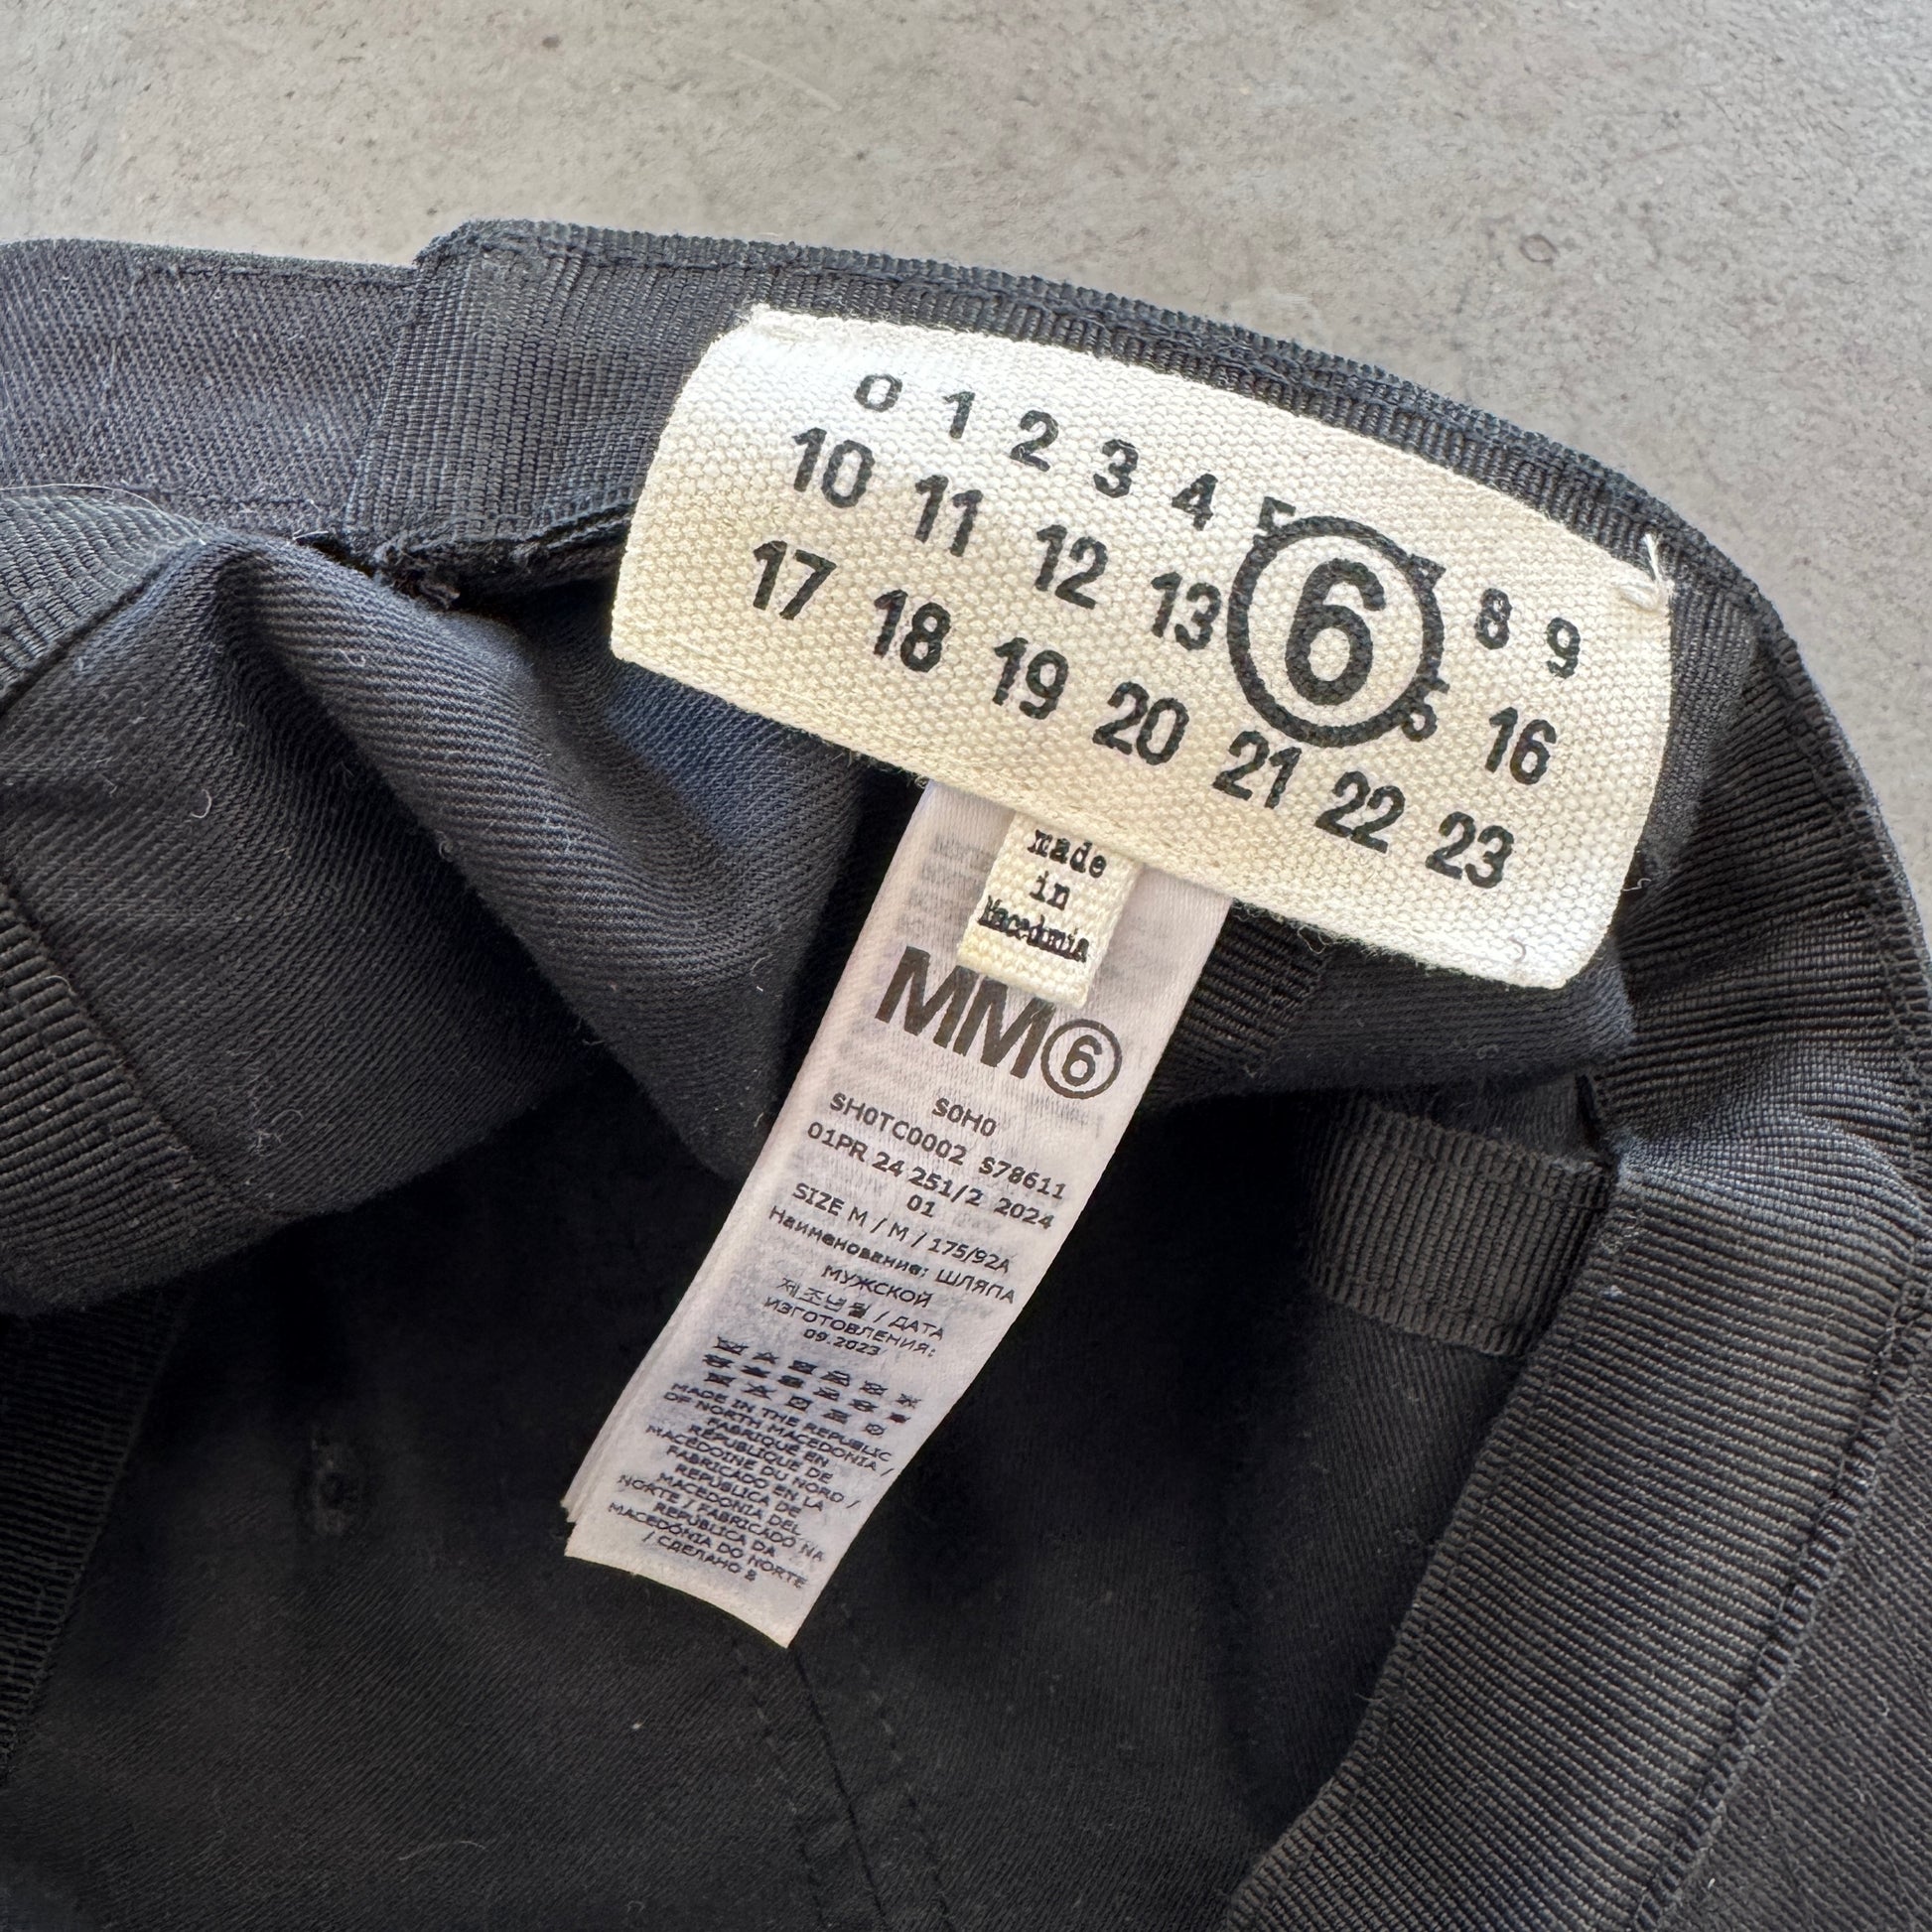 0 1 2 3 4 5 6 7 8 9
10 11 12 13 5 16
17 18 19 20 21 22 23
made
in
Macedonia
MM6
SOHO
SH0TC0002 S78611
01PR 24 251/2 2024
01
SIZE M / M / 175/92A
Наименование: ШЛЯПА
МУЖСКОЙ
제조년월 / ДАТА
ИЗГОТОВЛЕНИЯ:
09.2023
MADE IN THE REPUBLIC
OF NORTH MACEDONIA /
FABRIQUÉ EN
RÉPUBLIQUE DE
MACÉDOINE DU NORD /
FABRICADO EN LA
REPÚBLICA DE
MACEDONIA DEL
NORTE / FABRICADO NA
REPÚBLICA DA
MACEDÓNIA DO NORTE
/ СДЕЛАНО В